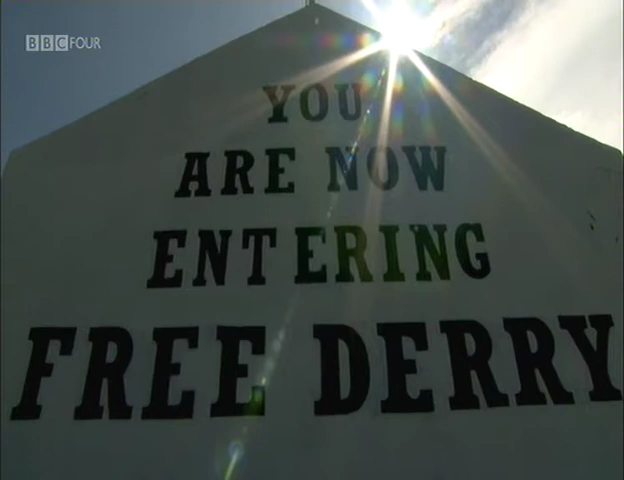 BBC FOUR
YOU
ARE NOW
ENTERING
FREE DERRY